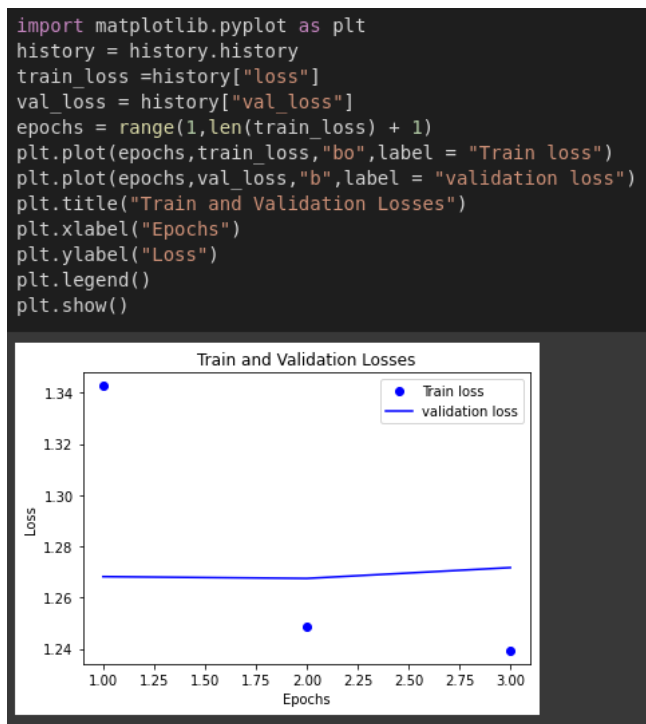 import matplotlib.pyplot as plt
history = history.history
train_loss =history["loss"]
val_loss = history["val_loss"]
epochs = range(1,len(train_loss) + 1)
plt.plot(epochs,train_loss,"bo",label = "Train loss")
plt.plot(epochs,val_loss,"b",label = "validation loss")
plt.title("Train and Validation Losses")
plt.xlabel("Epochs")
plt.ylabel("Loss")
plt.legend()
plt.show()
Train and Validation Losses
Train loss
validation loss
1.34
1.32
1.30
1.28
1.26
1.24
Loss
1.00 1.25 1.50 1.75 2.00 2.25 2.50 2.75 3.00
Epochs